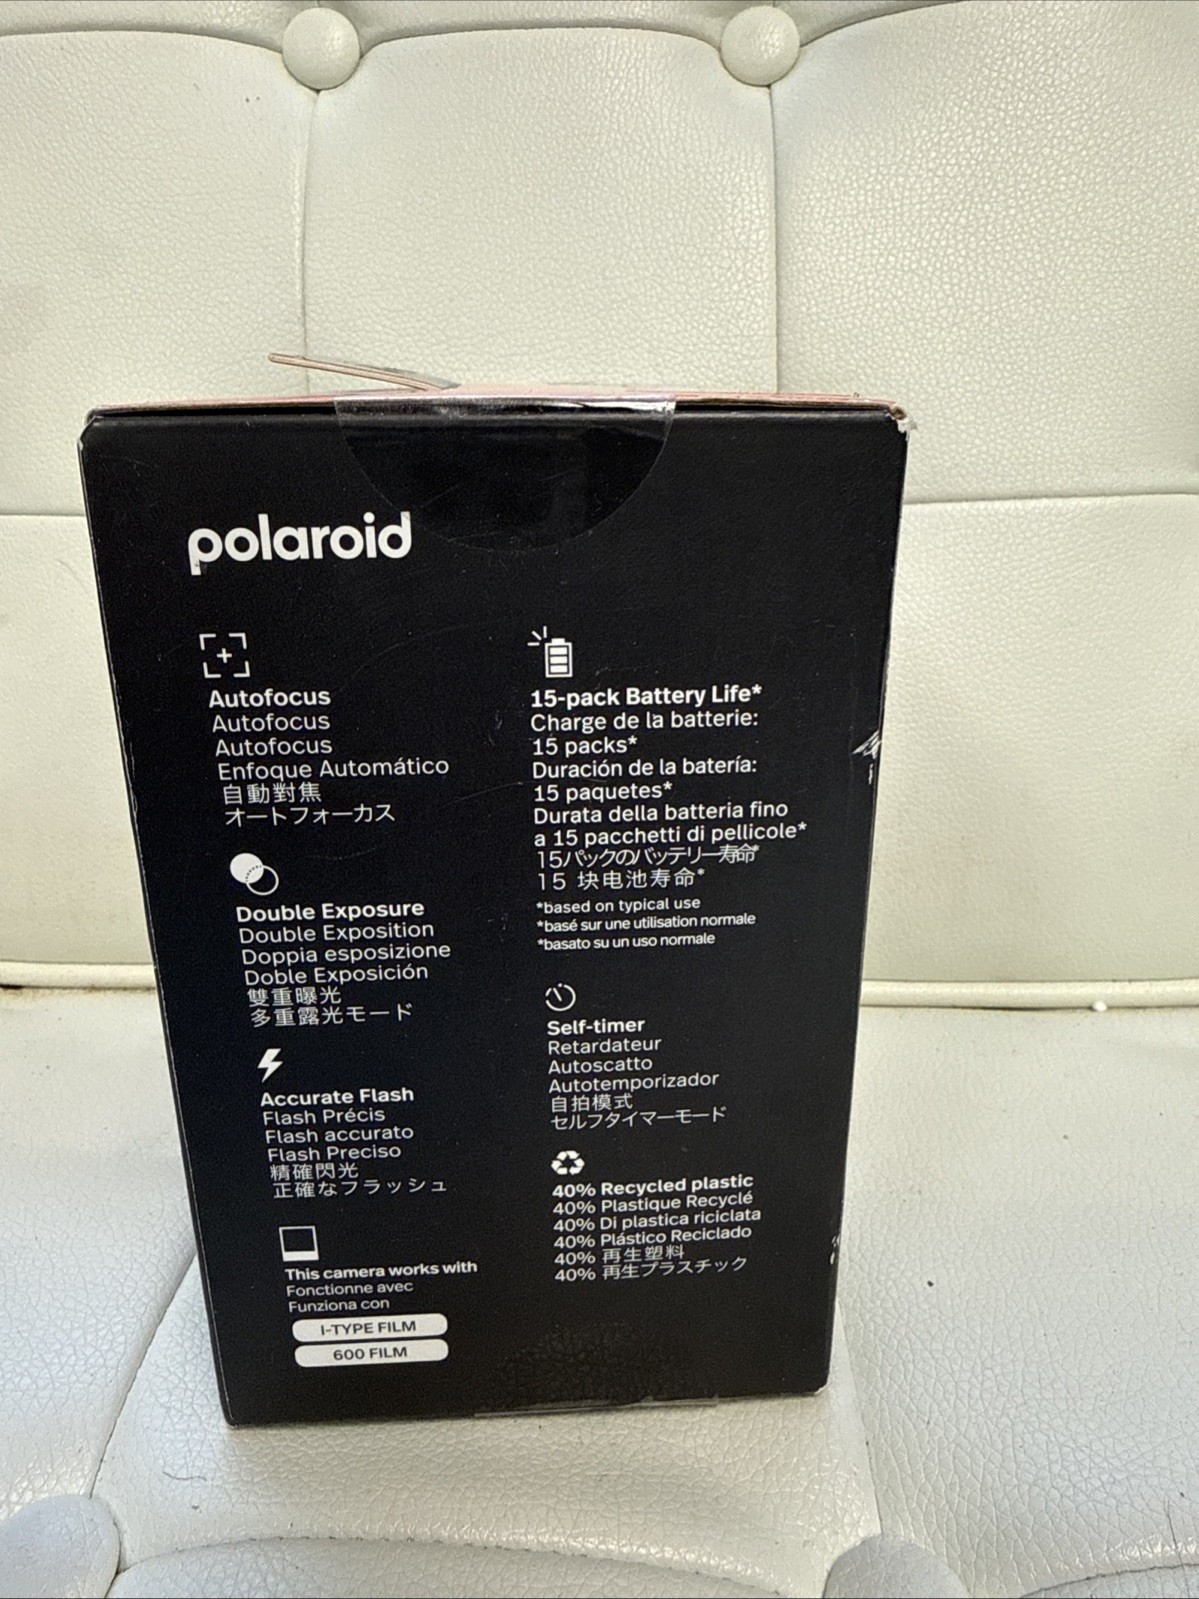 polaroid
Autofocus
Autofocus
Autofocus
Enfoque Automático
自動對焦
オートフォーカス
Double Exposure
Double Exposition
Doppia esposizione
Doble Exposición
雙重曝光
多重露光モード
Accurate Flash
Flash Précis
Flash accurato
Flash Preciso
精確閃光
正確なフラッシュ
This camera works with
Fonctionne avec
Funziona con
I-TYPE FILM
600 FILM
15-pack Battery Life*
Charge de la batterie:
15 packs*
Duración de la batería:
15 paquetes*
Durata della batteria fino
a 15 pacchetti di pellicole*
15パックのバッテリー寿命*
15 块电池寿命*
*based on typical use
*basé sur une utilisation normale
*basato su un uso normale
Self-timer
Retardateur
Autoscatto
Autotemporizador
自拍模式
セルフタイマーモード
40% Recycled plastic
40% Plastique Recyclé
40% Di plastica riciclata
40% Plástico Reciclado
40% 再生塑料
40% 再生プラスチック